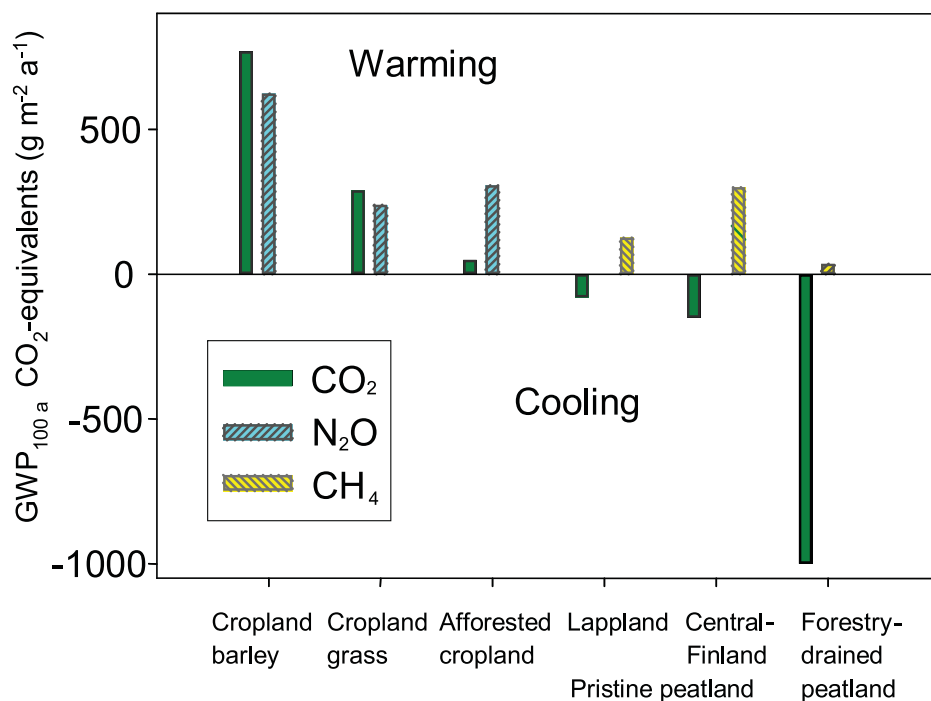 GWP₁₀₀ ₐ CO₂-equivalents (g m⁻² a⁻¹)
Warming
500
0
Cooling
-500
-1000
CO₂
N₂O
CH₄
Cropland barley
Cropland grass
Afforested cropland
Lappland
Central-Finland
Pristine peatland
Forestry-drained peatland